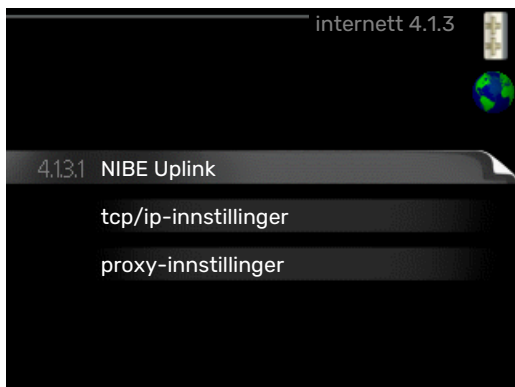 internett 4.1.3
4.1.3.1 NIBE Uplink
tcp/ip-innstillinger
proxy-innstillinger